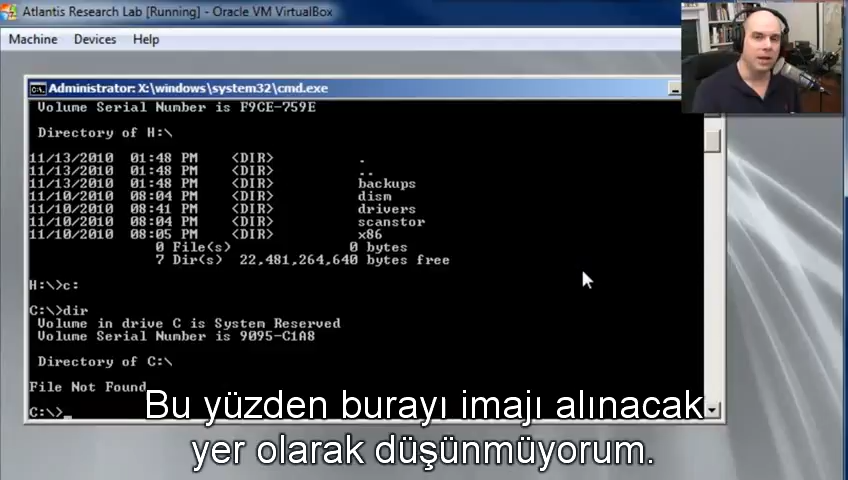 Atlantis Research Lab [Running] - Oracle VM VirtualBox
Machine Devices Help
Administrator: X:\windows\system32\cmd.exe
Volume Serial Number is F9CE-759E
Directory of H:\
11/13/2010 01:48 PM <DIR> .
11/13/2010 01:48 PM <DIR> ..
11/13/2010 01:48 PM <DIR> backups
11/10/2010 08:04 PM <DIR> dism
11/10/2010 08:41 PM <DIR> drivers
11/10/2010 08:04 PM <DIR> scanstor
11/10/2010 08:05 PM <DIR> x86
0 File(s) 0 bytes
7 Dir(s) 22,481,264,640 bytes free
H:\>c:
C:\>dir
Volume in drive C is System Reserved
Volume Serial Number is 9095-C1A8
Directory of C:\
File Not Found
C:\>_
Bu yüzden burayı imajı alınacak
yer olarak düşünmüyorum.